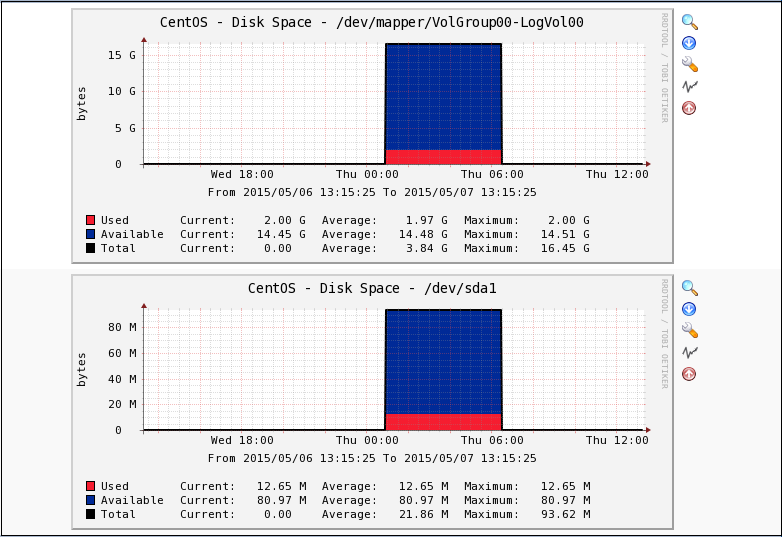 CentOS - Disk Space - /dev/mapper/VolGroup00-LogVol00
RRDTOOL / TOBI OETIKER
bytes
15 G
10 G
5 G
0
Wed 18:00 Thu 00:00 Thu 06:00 Thu 12:00
From 2015/05/06 13:15:25 To 2015/05/07 13:15:25
Used Current: 2.00 G Average: 1.97 G Maximum: 2.00 G
Available Current: 14.45 G Average: 14.48 G Maximum: 14.51 G
Total Current: 0.00 Average: 3.84 G Maximum: 16.45 G
CentOS - Disk Space - /dev/sda1
RRDTOOL / TOBI OETIKER
bytes
80 M
60 M
40 M
20 M
0
Wed 18:00 Thu 00:00 Thu 06:00 Thu 12:00
From 2015/05/06 13:15:25 To 2015/05/07 13:15:25
Used Current: 12.65 M Average: 12.65 M Maximum: 12.65 M
Available Current: 80.97 M Average: 80.97 M Maximum: 80.97 M
Total Current: 0.00 Average: 21.86 M Maximum: 93.62 M